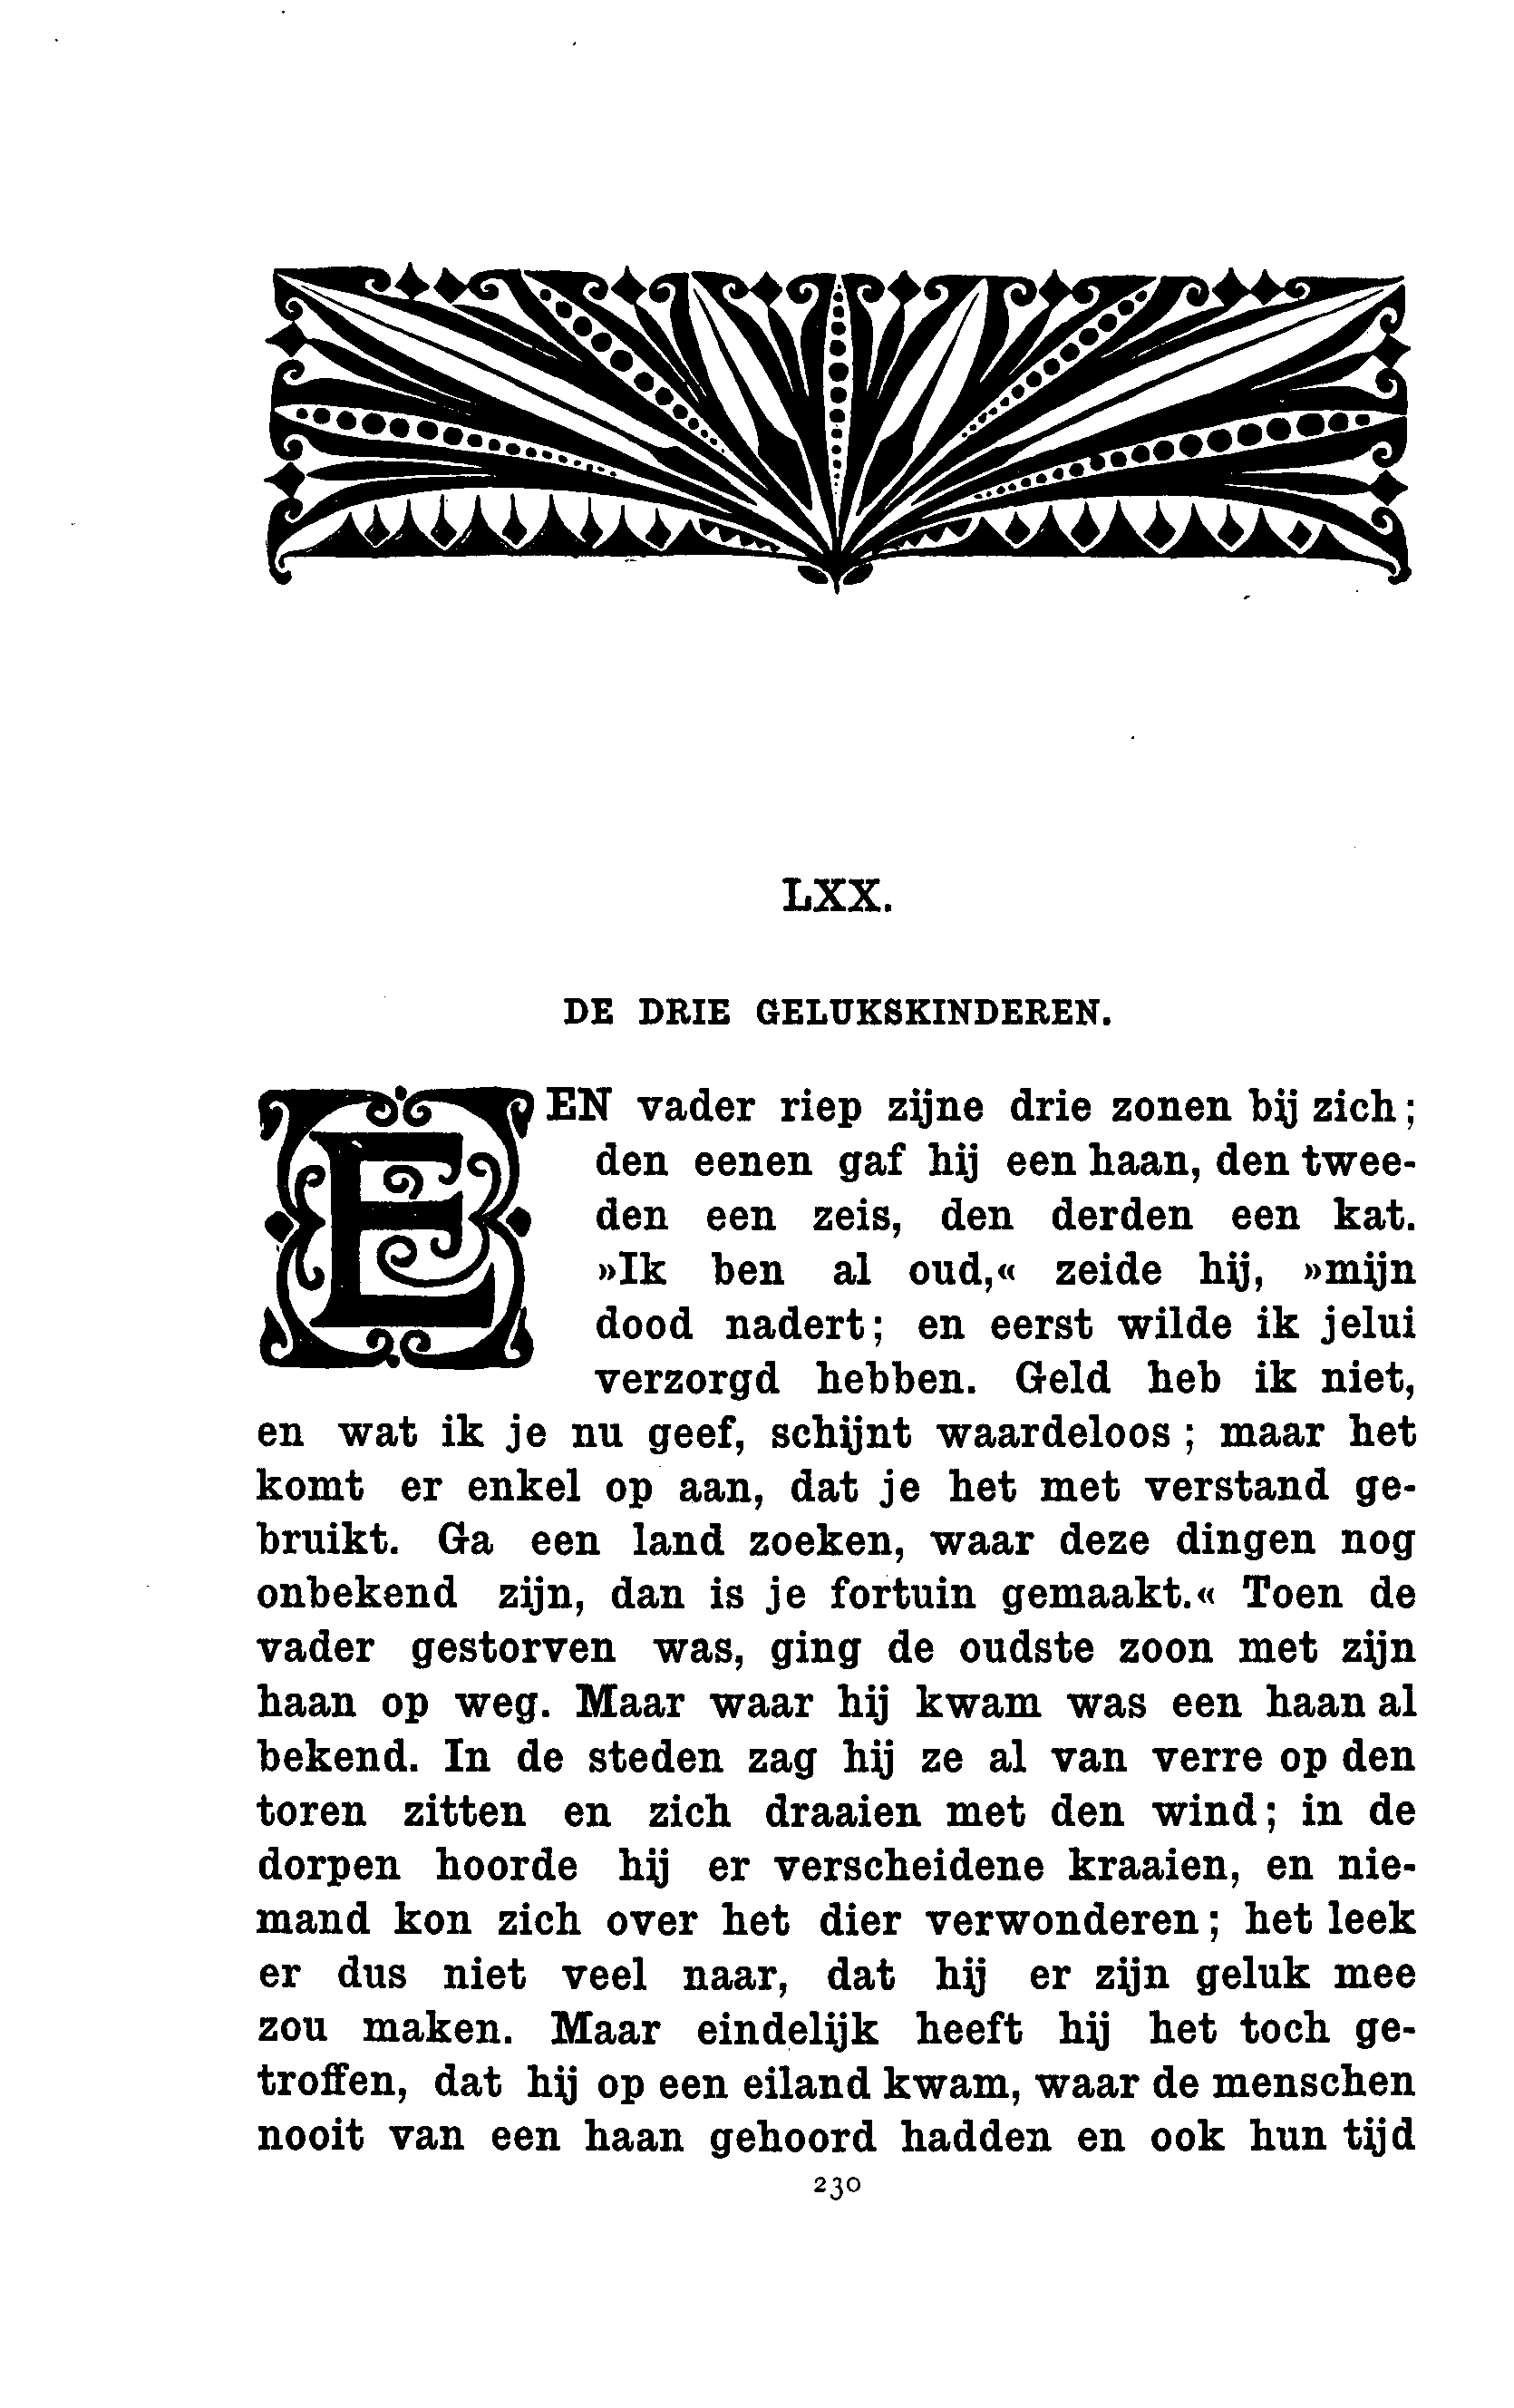 LXX.
DE DRIE GELUKSKINDEREN.
EEN vader riep zijne drie zonen bij zich;
den eenen gaf hij een haan, den twee-
den een zeis, den derden een kat.
»Ik ben al oud,« zeide hij, »mijn
dood nadert; en eerst wilde ik jelui
verzorgd hebben. Geld heb ik niet,
en wat ik je nu geef, schijnt waardeloos; maar het
komt er enkel op aan, dat je het met verstand ge-
bruikt. Ga een land zoeken, waar deze dingen nog
onbekend zijn, dan is je fortuin gemaakt.« Toen de
vader gestorven was, ging de oudste zoon met zijn
haan op weg. Maar waar hij kwam was een haan al
bekend. In de steden zag hij ze al van verre op den
toren zitten en zich draaien met den wind; in de
dorpen hoorde hij er verscheidene kraaien, en nie-
mand kon zich over het dier verwonderen; het leek
er dus niet veel naar, dat hij er zijn geluk mee
zou maken. Maar eindelijk heeft hij het toch ge-
troffen, dat hij op een eiland kwam, waar de menschen
nooit van een haan gehoord hadden en ook hun tijd
230